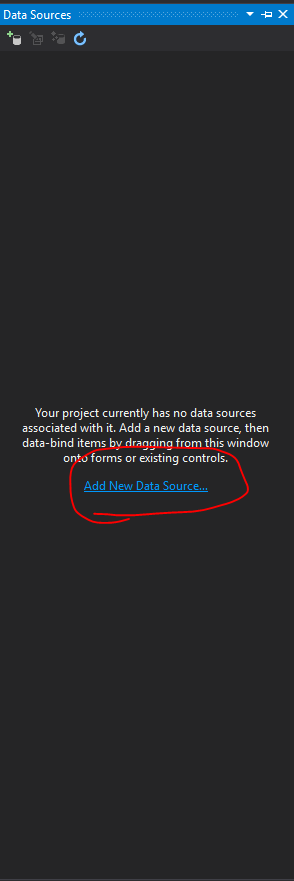 Data Sources
Your project currently has no data sources
associated with it. Add a new data source, then
data-bind items by dragging from this window
onto forms or existing controls.
Add New Data Source...